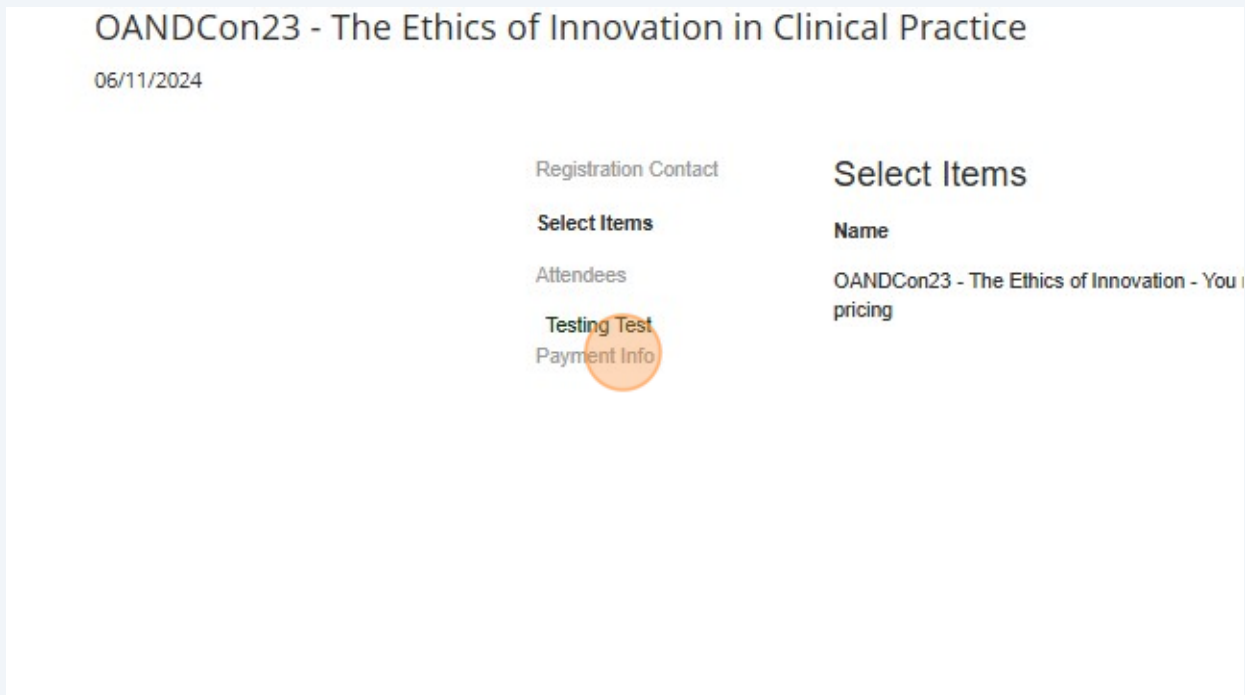 OANDCon23 - The Ethics of Innovation in Clinical Practice
06/11/2024
Registration Contact
Select Items
Attendees
Testing Test
Payment Info
Select Items
Name
OANDCon23 - The Ethics of Innovation - You
pricing